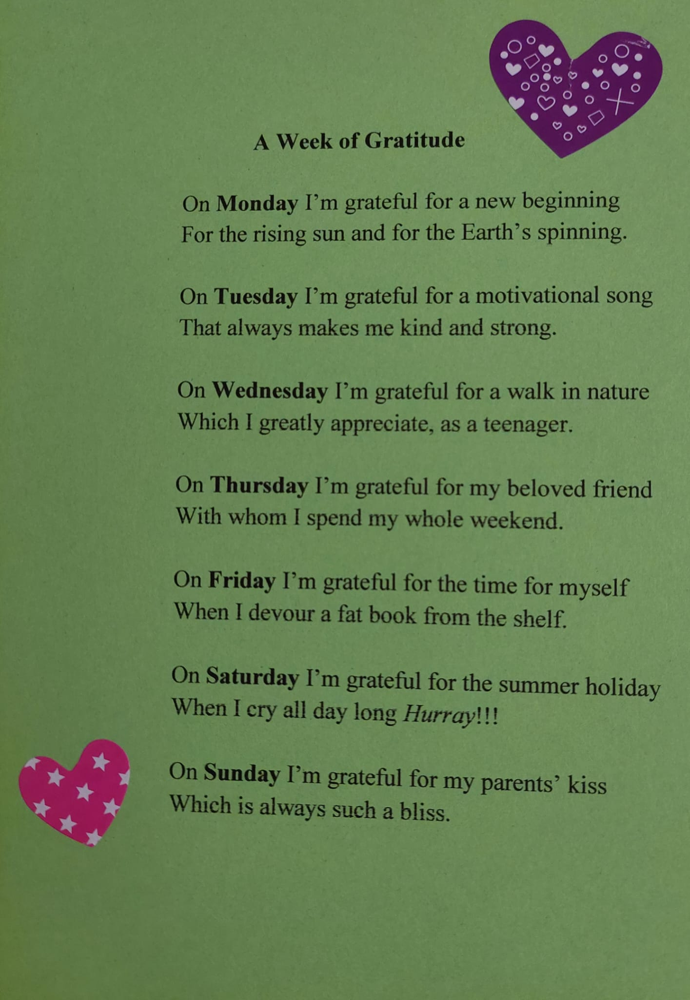 A Week of Gratitude
On Monday I'm grateful for a new beginning
For the rising sun and for the Earth's spinning.
On Tuesday I'm grateful for a motivational song
That always makes me kind and strong.
On Wednesday I'm grateful for a walk in nature
Which I greatly appreciate, as a teenager.
On Thursday I'm grateful for my beloved friend
With whom I spend my whole weekend.
On Friday I'm grateful for the time for myself
When I devour a fat book from the shelf.
On Saturday I'm grateful for the summer holiday
When I cry all day long Hurray!!!
On Sunday I'm grateful for my parents' kiss
Which is always such a bliss.